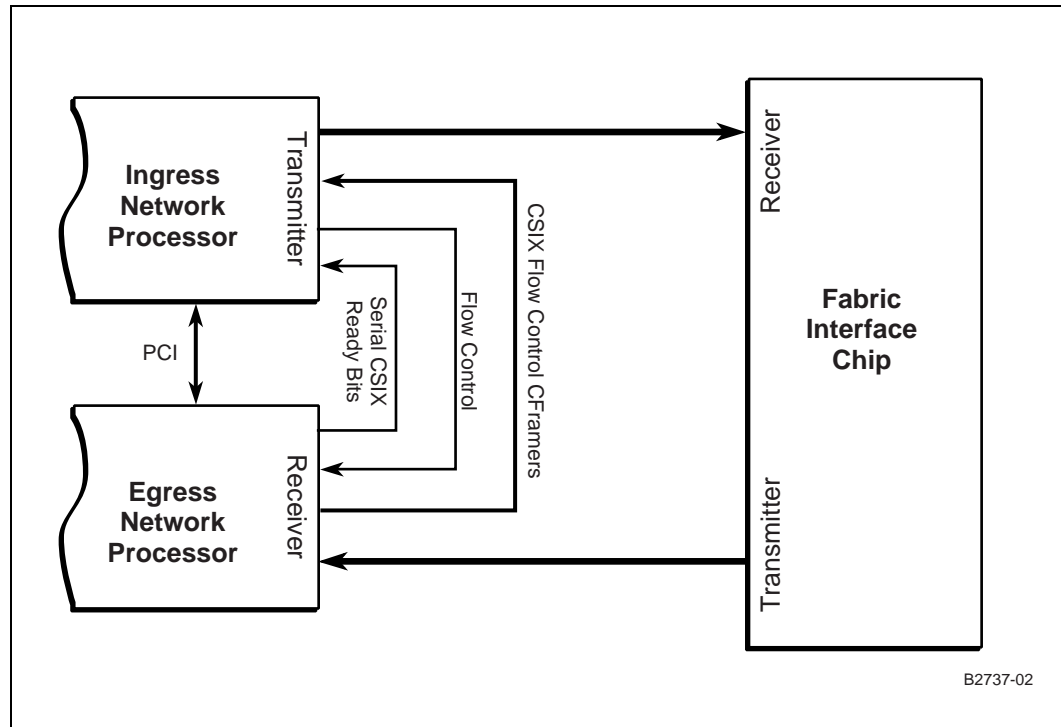 Ingress
Network
Processor
Transmitter
Receiver
CSIX Flow Control CFramers
Flow Control
Serial CSIX
Ready Bits
PCI
Fabric
Interface
Chip
Egress
Network
Processor
Receiver
Transmitter
B2737-02